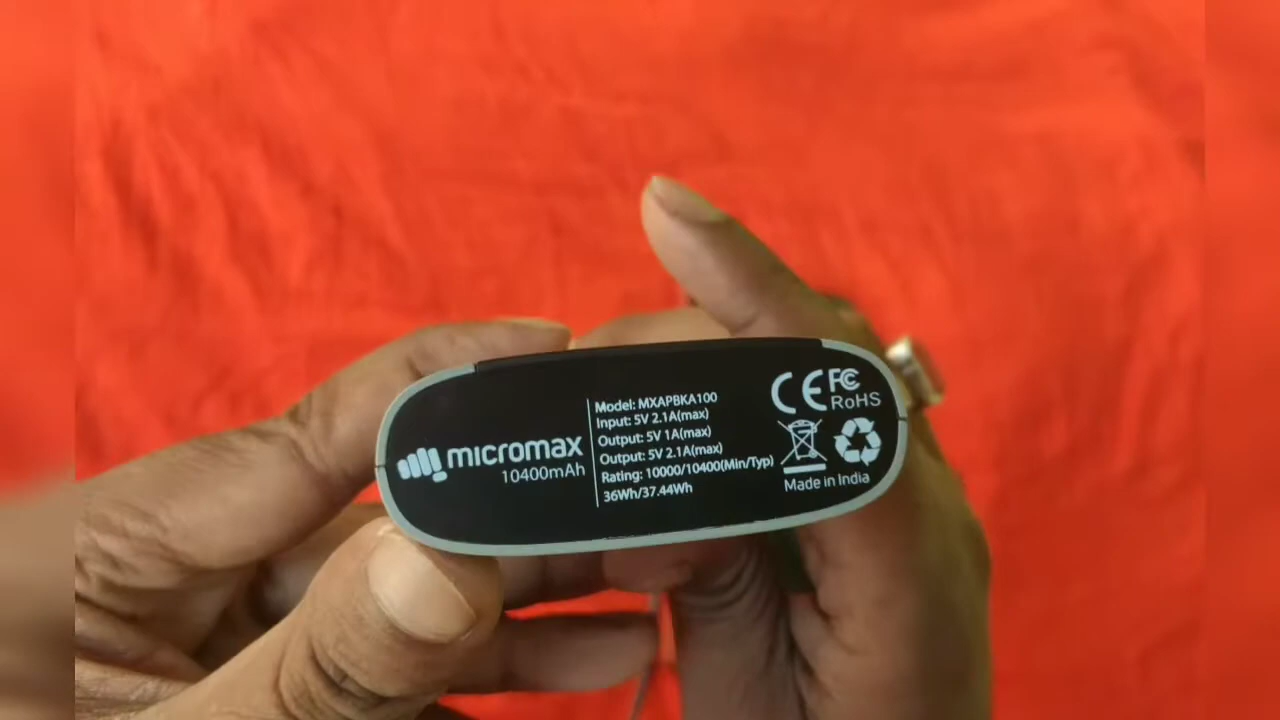 micromax
10400mAh
Model: MXAPBKA100
Input: 5V 2.1A(max)
Output: 5V 1A(max)
Output: 5V 2.1A(max)
Rating: 10000/10400(Min/Typ)
36Wh/37.44Wh
CE FC
RoHS
Made in India